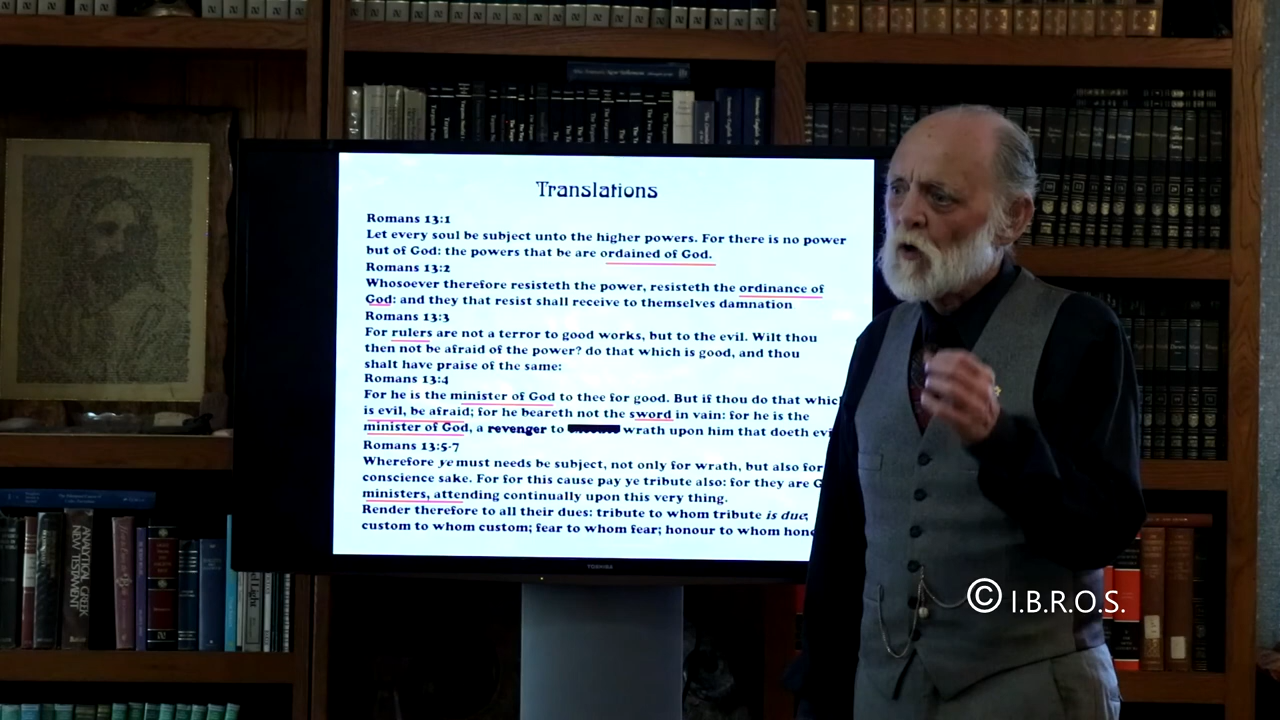 Translations
Romans 13:1
Let every soul be subject unto the higher powers. For there is no power
but of God: the powers that be are ordained of God.
Romans 13:2
Whosoever therefore resisteth the power, resisteth the ordinance of
God: and they that resist shall receive to themselves damnation
Romans 13:3
For rulers are not a terror to good works, but to the evil. Wilt thou
then not be afraid of the power? do that which is good, and thou
shalt have praise of the same:
Romans 13:4
For he is the minister of God to thee for good. But if thou do that whic
is evil, be afraid; for he beareth not the sword in vain: for he is the
minister of God, a revenger to wrath upon him that doeth evi
Romans 13:5-7
Wherefore ye must needs be subject, not only for wrath, but also for
conscience sake. For for this cause pay ye tribute also: for they are G
ministers, attending continually upon this very thing.
Render therefore to all their dues: tribute to whom tribute is due;
custom to whom custom; fear to whom fear; honour to whom hono
TOSHIBA
ANALYTICAL GREEK
NEW TESTAMENT
© I.B.R.O.S.